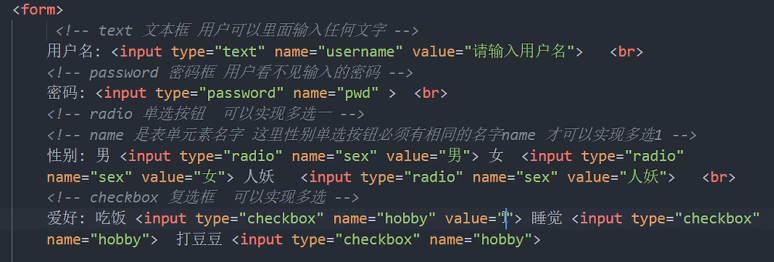 <form>
<!-- text 文本框 用户可以里面输入任何文字 -->
用户名: <input type="text" name="username" value="请输入用户名"> <br>
<!-- password 密码框 用户看不见输入的密码 -->
密码: <input type="password" name="pwd" > <br>
<!-- radio 单选按钮 可以实现多选一 -->
<!-- name 是表单元素名字 这里性别单选按钮必须有相同的名字name 才可以实现多选1 -->
性别: 男 <input type="radio" name="sex" value="男"> 女 <input type="radio"
name="sex" value="女"> 人妖 <input type="radio" name="sex" value="人妖"> <br>
<!-- checkbox 复选框 可以实现多选 -->
爱好: 吃饭 <input type="checkbox" name="hobby" value=""> 睡觉 <input type="checkbox"
name="hobby"> 打豆豆 <input type="checkbox" name="hobby">